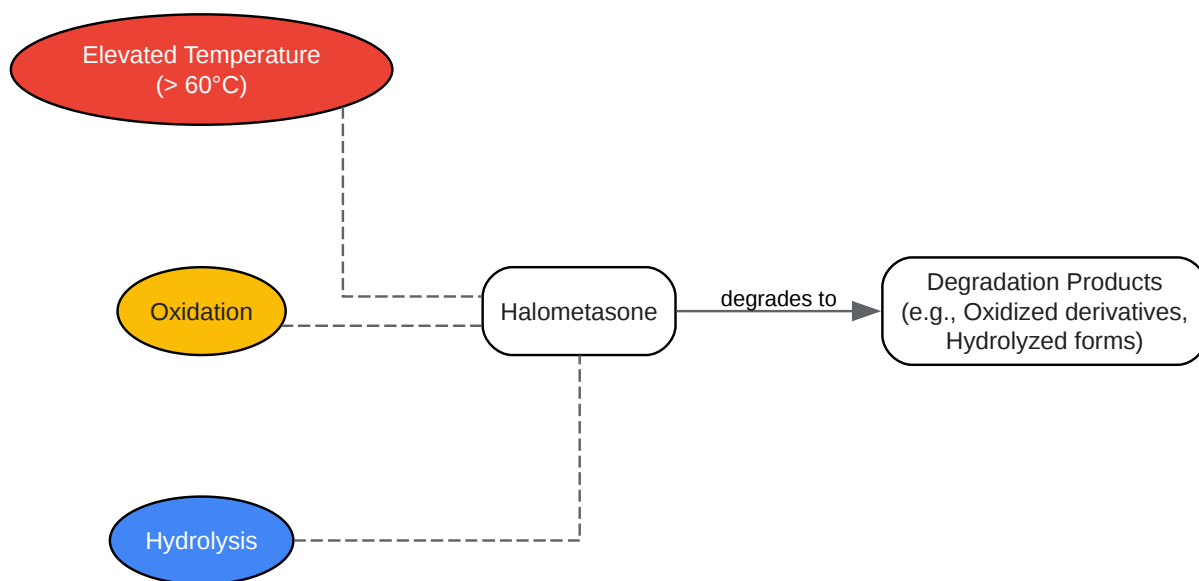 Elevated Temperature
(> 60°C)
Oxidation
Halometasone
degrades to
Degradation Products
(e.g., Oxidized derivatives,
Hydrolyzed forms)
Hydrolysis